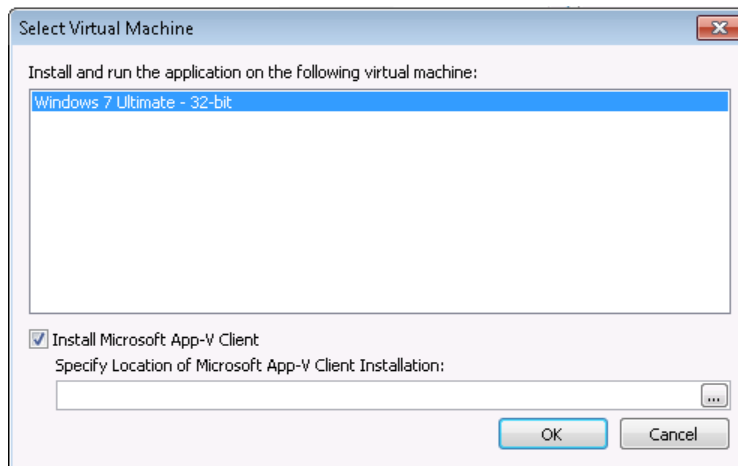 Select Virtual Machine
Install and run the application on the following virtual machine:
Windows 7 Ultimate - 32-bit
Install Microsoft App-V Client
Specify Location of Microsoft App-V Client Installation:
...
OK Cancel